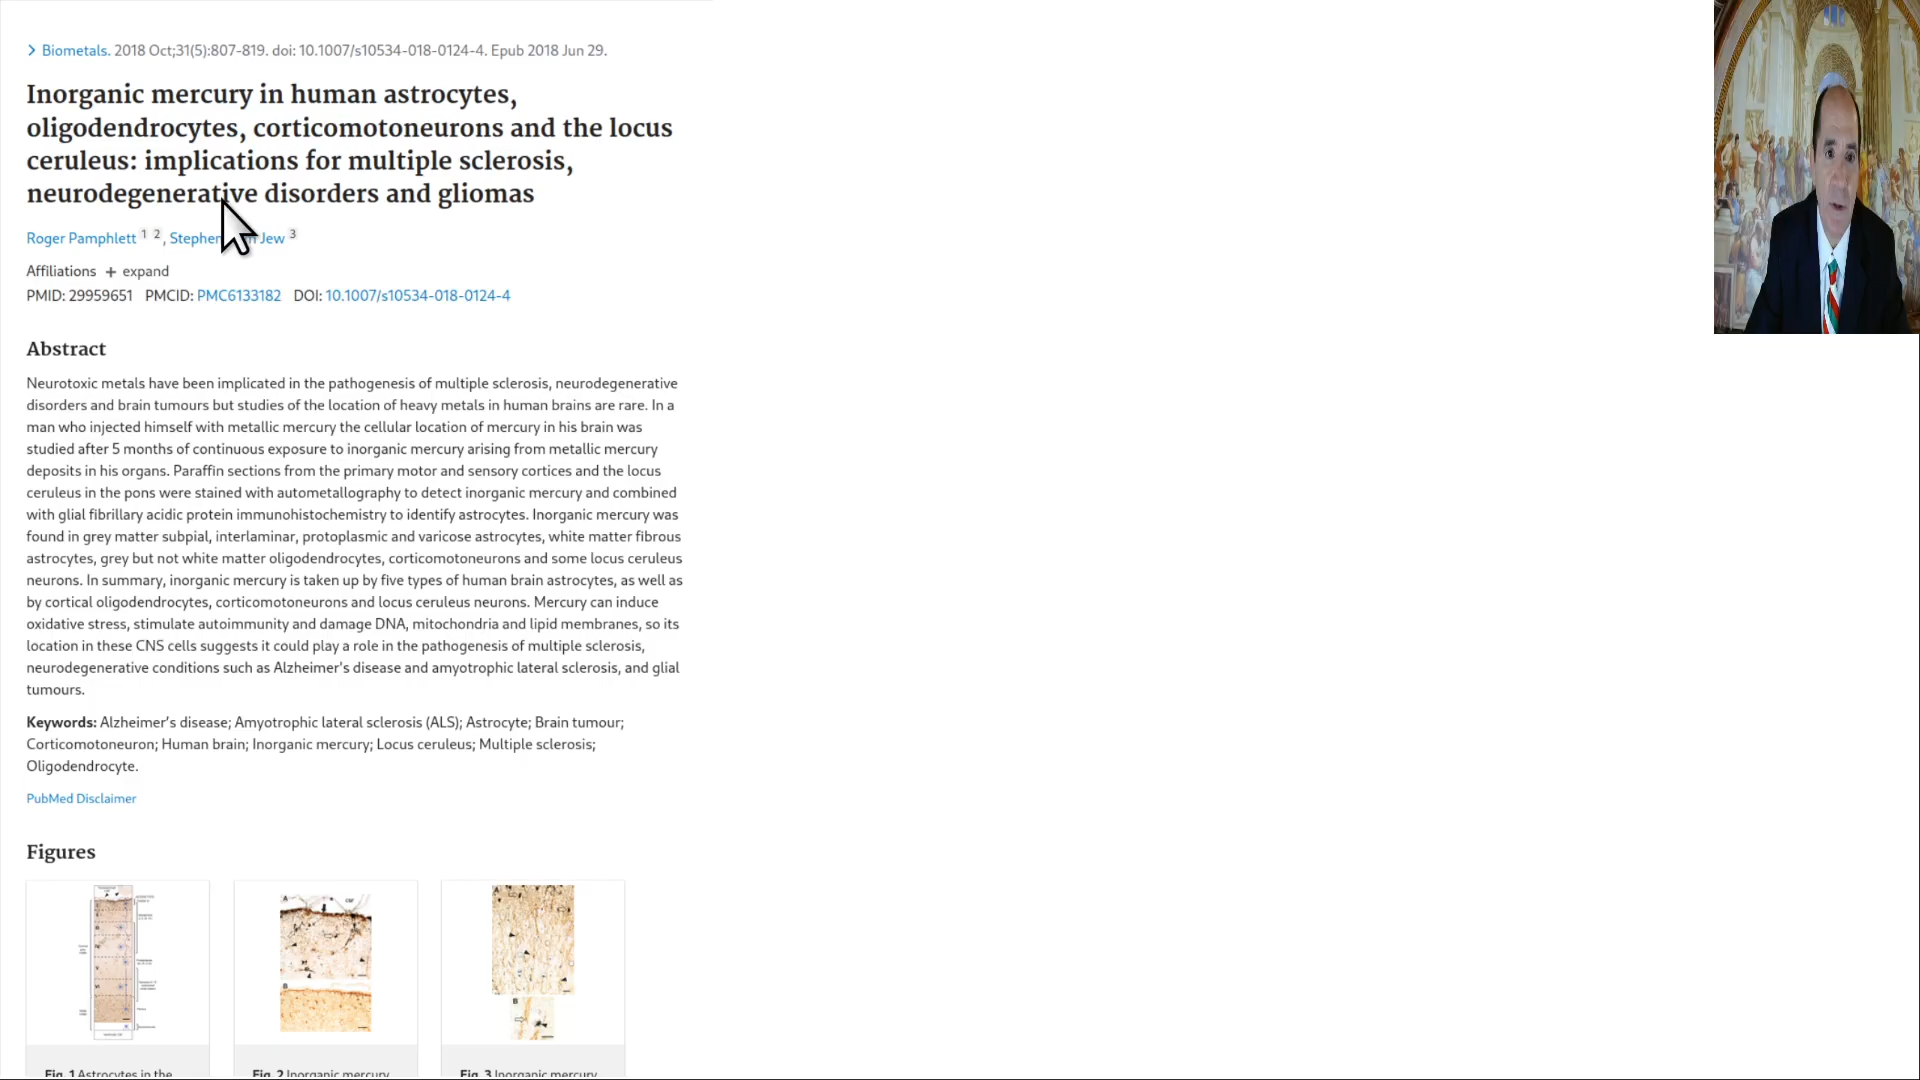 Biometals. 2018 Oct;31(5):807-819. doi: 10.1007/s10534-018-0124-4. Epub 2018 Jun 29.
Inorganic mercury in human astrocytes,
oligodendrocytes, corticomotoneurons and the locus
ceruleus: implications for multiple sclerosis,
neurodegenerative disorders and gliomas
Roger Pamphlett 1 2, Stephen Jew 3
Affiliations + expand
PMID: 29959651 PMCID: PMC6133182 DOI: 10.1007/s10534-018-0124-4
Abstract
Neurotoxic metals have been implicated in the pathogenesis of multiple sclerosis, neurodegenerative
disorders and brain tumours but studies of the location of heavy metals in human brains are rare. In a
man who injected himself with metallic mercury the cellular location of mercury in his brain was
studied after 5 months of continuous exposure to inorganic mercury arising from metallic mercury
deposits in his organs. Paraffin sections from the primary motor and sensory cortices and the locus
ceruleus in the pons were stained with autometallography to detect inorganic mercury and combined
with glial fibrillary acidic protein immunohistochemistry to identify astrocytes. Inorganic mercury was
found in grey matter subpial, interlaminar, protoplasmic and varicose astrocytes, white matter fibrous
astrocytes, grey but not white matter oligodendrocytes, corticomotoneurons and some locus ceruleus
neurons. In summary, inorganic mercury is taken up by five types of human brain astrocytes, as well as
by cortical oligodendrocytes, corticomotoneurons and locus ceruleus neurons. Mercury can induce
oxidative stress, stimulate autoimmunity and damage DNA, mitochondria and lipid membranes, so its
location in these CNS cells suggests it could play a role in the pathogenesis of multiple sclerosis,
neurodegenerative conditions such as Alzheimer's disease and amyotrophic lateral sclerosis, and glial
tumours.
Keywords: Alzheimer's disease; Amyotrophic lateral sclerosis (ALS); Astrocyte; Brain tumour;
Corticomotoneuron; Human brain; Inorganic mercury; Locus ceruleus; Multiple sclerosis;
Oligodendrocyte.
PubMed Disclaimer
Figures
A
CSF
B
A
B
Fig. 1 Astrocytes in the
Fig. 2 Inorganic mercury
Fig. 3 Inorganic mercury